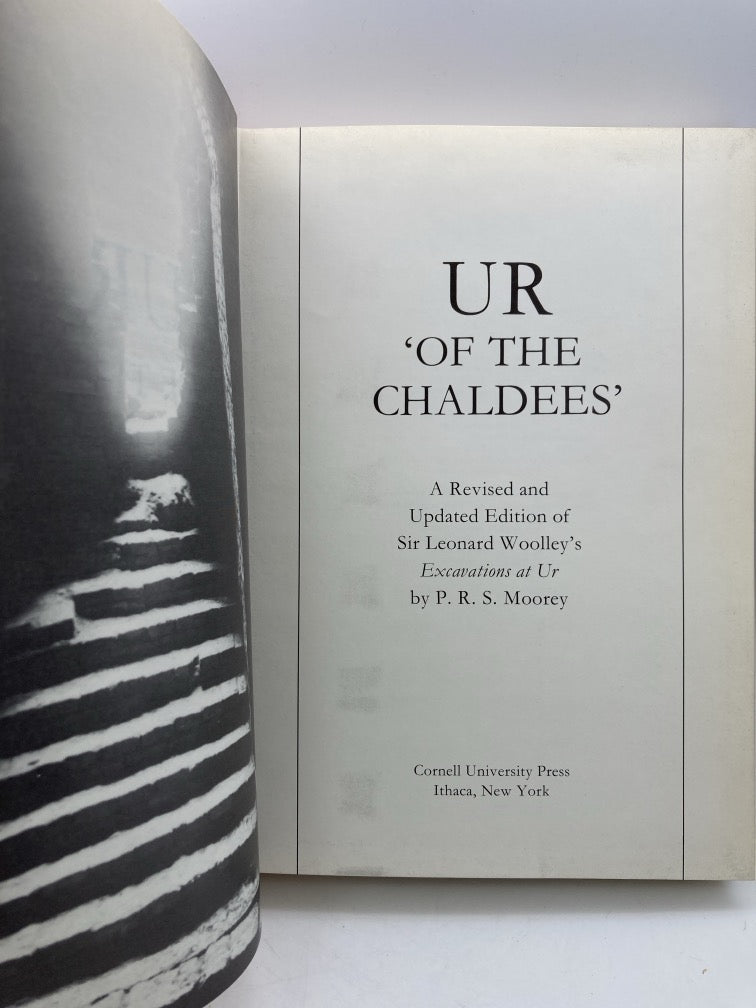 UR
‘OF THE
CHALDEES’
A Revised and
Updated Edition of
Sir Leonard Woolley’s
Excavations at Ur
by P. R. S. Moorey
Cornell University Press
Ithaca, New York